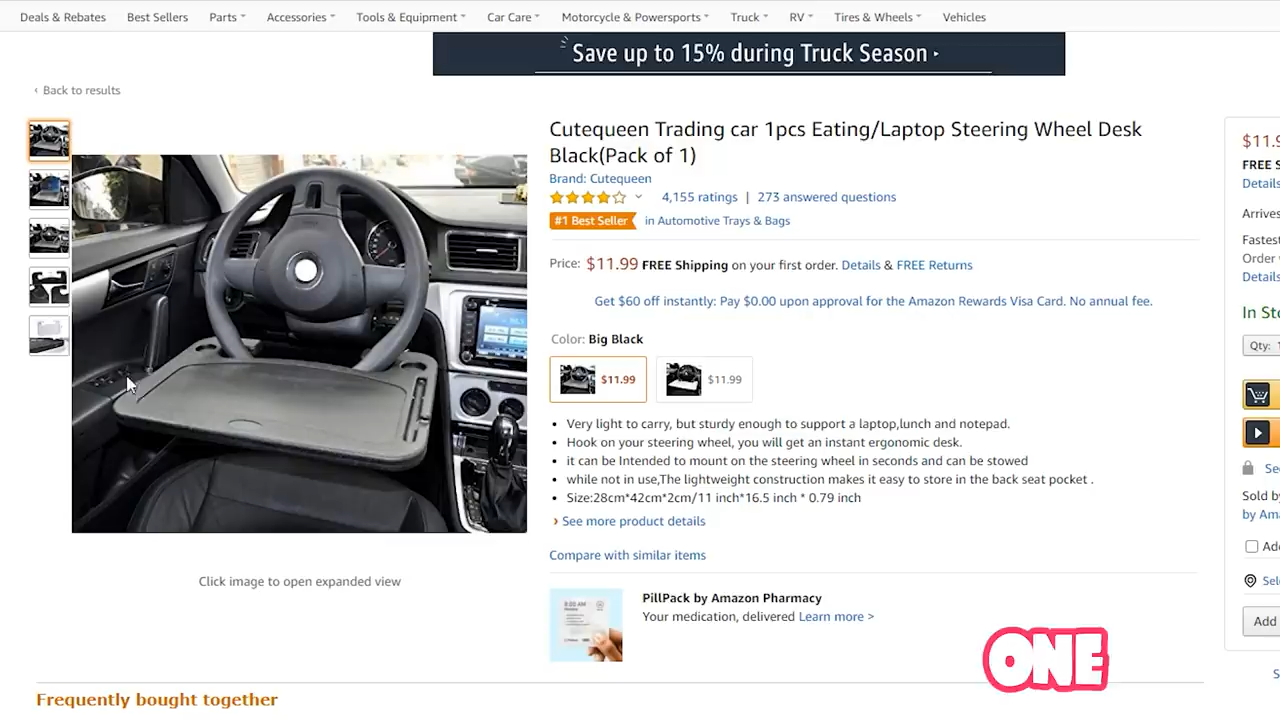 Deals & Rebates Best Sellers Parts Accessories Tools & Equipment Car Care Motorcycle & Powersports Truck RV Tires & Wheels Vehicles
Save up to 15% during Truck Season
‹ Back to results
Cutequeen Trading car 1pcs Eating/Laptop Steering Wheel Desk
Black(Pack of 1)
Brand: Cutequeen
4,155 ratings | 273 answered questions
#1 Best Seller in Automotive Trays & Bags
Price: $11.99 FREE Shipping on your first order. Details & FREE Returns
Get $60 off instantly: Pay $0.00 upon approval for the Amazon Rewards Visa Card. No annual fee.
Color: Big Black
$11.99 $11.99
• Very light to carry, but sturdy enough to support a laptop,lunch and notepad.
• Hook on your steering wheel, you will get an instant ergonomic desk.
• it can be Intended to mount on the steering wheel in seconds and can be stowed
• while not in use,The lightweight construction makes it easy to store in the back seat pocket .
• Size:28cm*42cm*2cm/11 inch*16.5 inch * 0.79 inch
› See more product details
Compare with similar items
Click image to open expanded view
PillPack by Amazon Pharmacy
Your medication, delivered Learn more >
$11.9
FREE S
Details
Arrives
Fastes
Order
Details
In Sto
Qty: 1
Se
Sold b
by Ama
Add
Sel
Add
ONE
Frequently bought together